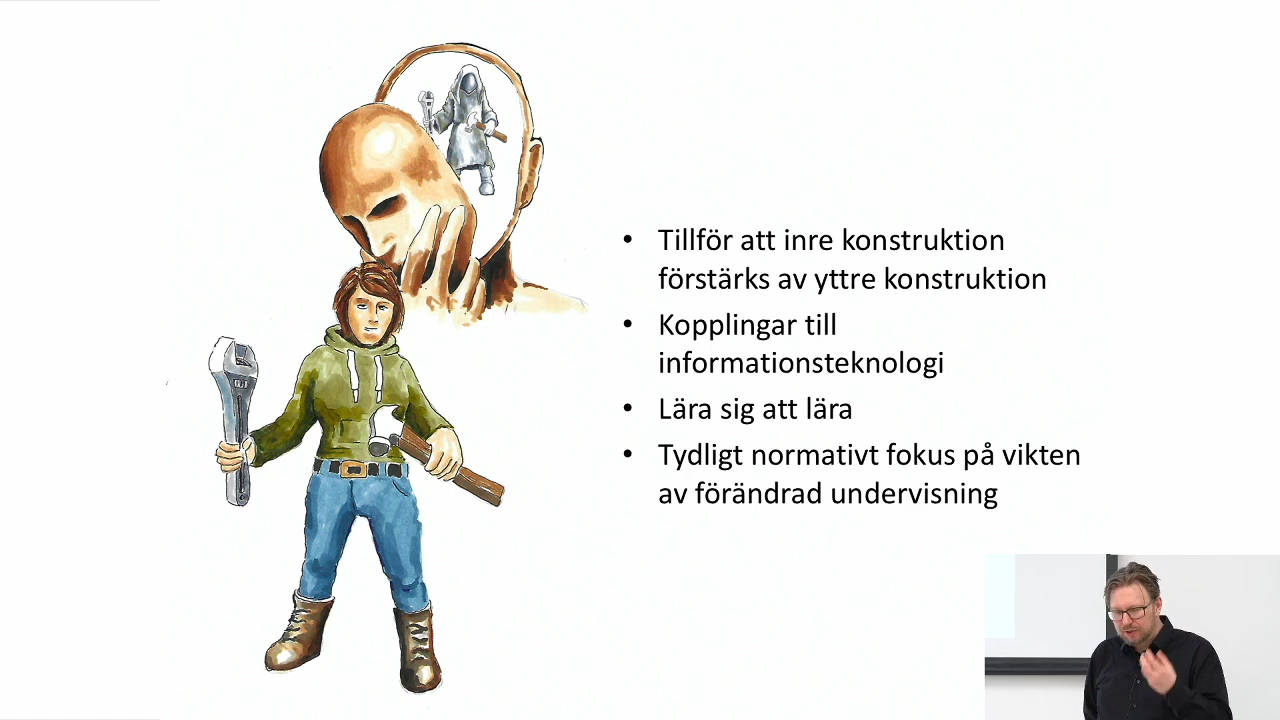 • Tillför att inre konstruktion
förstärks av yttre konstruktion
• Kopplingar till
informationsteknologi
• Lära sig att lära
• Tydligt normativt fokus på vikten
av förändrad undervisning